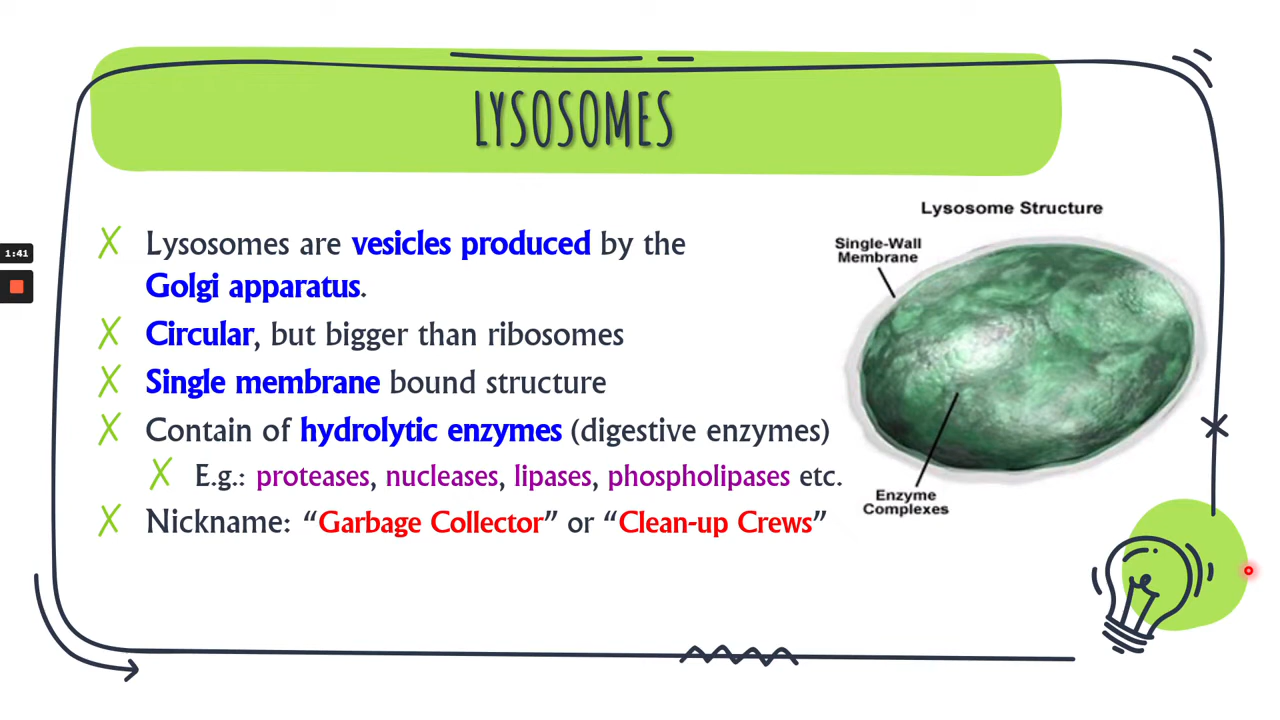 LYSOSOMES
Lysosome Structure
Single-Wall
Membrane
1:41
Lysosomes are vesicles produced by the
Golgi apparatus.
Circular, but bigger than ribosomes
Single membrane bound structure
Contain of hydrolytic enzymes (digestive enzymes)
E.g.: proteases, nucleases, lipases, phospholipases etc.
Nickname: “Garbage Collector” or “Clean-up Crews”
Enzyme
Complexes